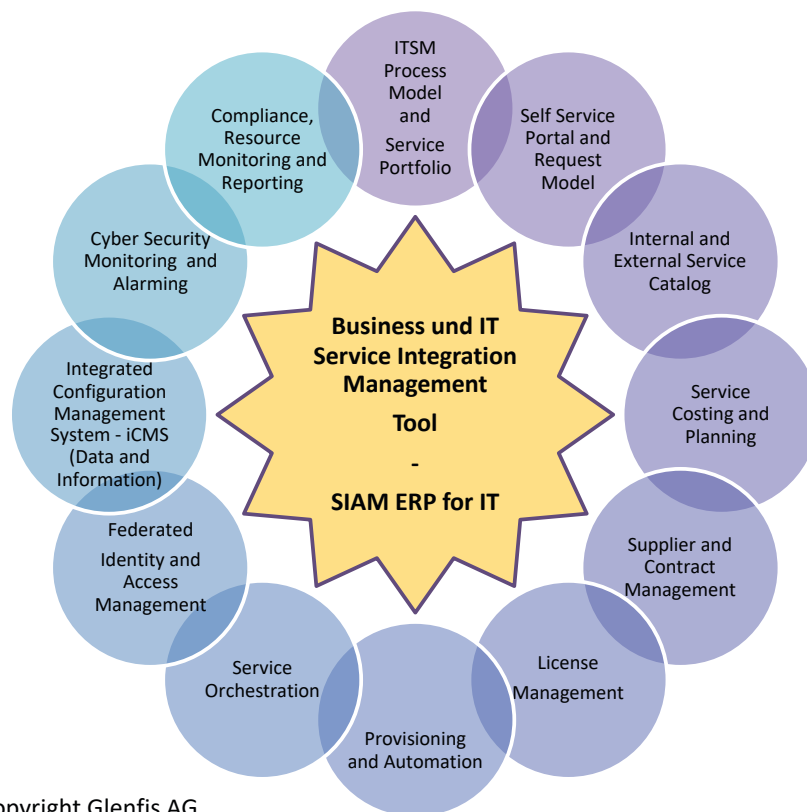 ITSM
Process
Model
and
Service
Portfolio
Self Service
Portal and
Request
Model
Internal and
External Service
Catalog
Service
Costing and
Planning
Supplier and
Contract
Management
License
Management
Provisioning
and Automation
Service
Orchestration
Federated
Identity and
Access
Management
Integrated
Configuration
Management
System - iCMS
(Data and
Information)
Cyber Security
Monitoring and
Alarming
Compliance,
Resource
Monitoring and
Reporting
Business und IT
Service Integration
Management
Tool
-
SIAM ERP for IT
opyright Glenfis AG